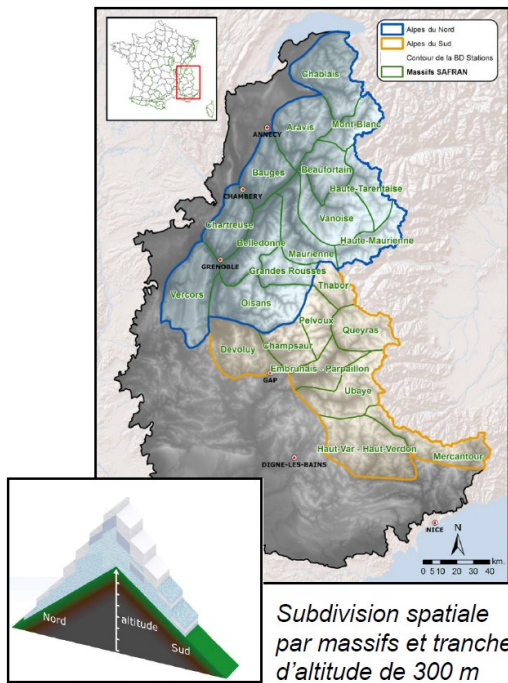 Alpes du Nord
Alpes du Sud
Contour de la BD Stations
Massifs SAFRAN
Chablais
Mont-Blanc
Aravis
ANNECY
Beaufortain
Bauges
Haute-Tarentaise
CHAMBERY
Vanoise
Chartreuse
Belledonne
Haute-Maurienne
Maurienne
GRENOBLE
Grandes Rousses
Thabor
Vercors
Oisans
Pelvoux
Queyras
Dévoluy
Champsaur
Embrunais - Parpaillon
GAP
Ubaye
Haut-Var - Haut-Verdon
Mercantour
DIGNE-LES-BAINS
NICE
N
km.
0 5 10 20 30 40
Nord
altitude
Sud
Subdivision spatiale
par massifs et tranche
d'altitude de 300 m